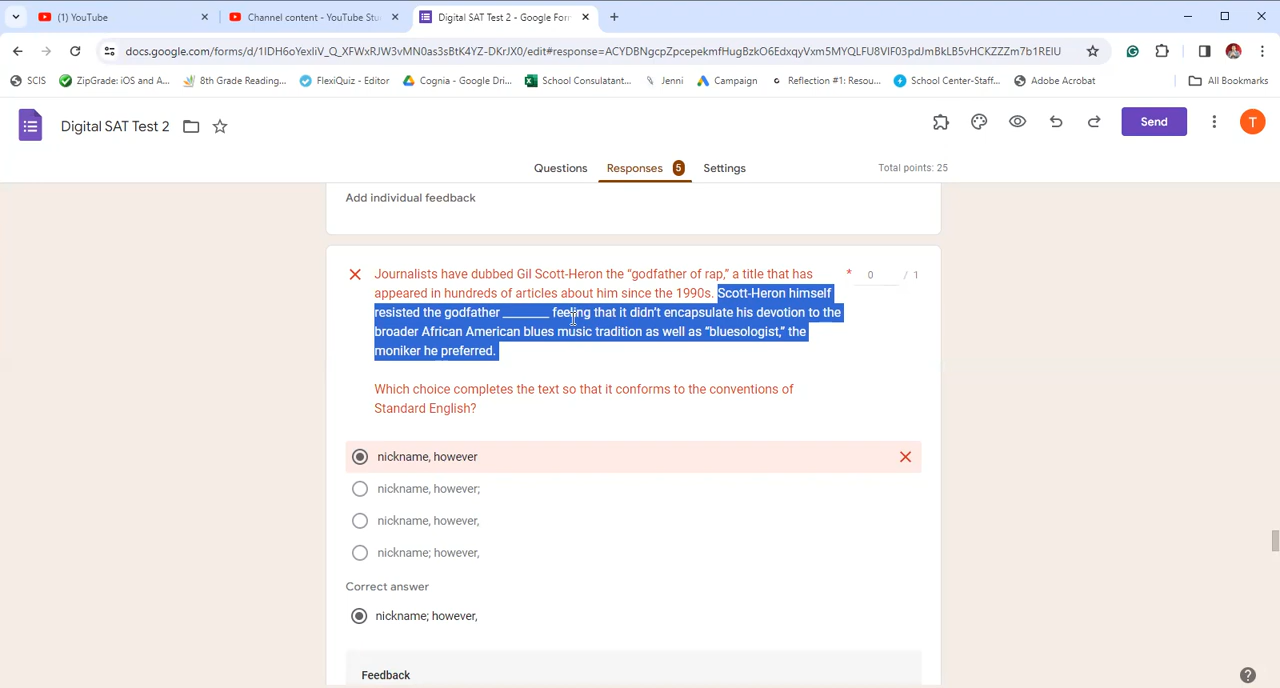 (1) YouTube
Channel content - YouTube Stu
Digital SAT Test 2 - Google Forn
docs.google.com/forms/d/1IDH6oYexIiV_Q_XFWxRJW3vMN0as3sBtK4YZ-DKrJX0/edit#response=ACYDBNgcpZpcepekmfHugBzkO6EdxqyVxm5MYQLFU8VlF03pdJmBkLB5vHCKZZZm7b1RElU
SCIS
ZipGrade: iOS and A...
8th Grade Reading...
FlexiQuiz - Editor
Cognia - Google Dri...
School Consulatant...
Jenni
Campaign
Reflection #1: Resou...
School Center-Staff...
Adobe Acrobat
All Bookmarks
Digital SAT Test 2
Send
T
Questions
Responses 5
Settings
Total points: 25
Add individual feedback
Journalists have dubbed Gil Scott-Heron the “godfather of rap,” a title that has * 0 / 1
appeared in hundreds of articles about him since the 1990s. Scott-Heron himself
resisted the godfather ________ feeling that it didn’t encapsulate his devotion to the
broader African American blues music tradition as well as “bluesologist,” the
moniker he preferred.
Which choice completes the text so that it conforms to the conventions of
Standard English?
nickname, however
nickname, however;
nickname, however,
nickname; however,
Correct answer
nickname; however,
Feedback